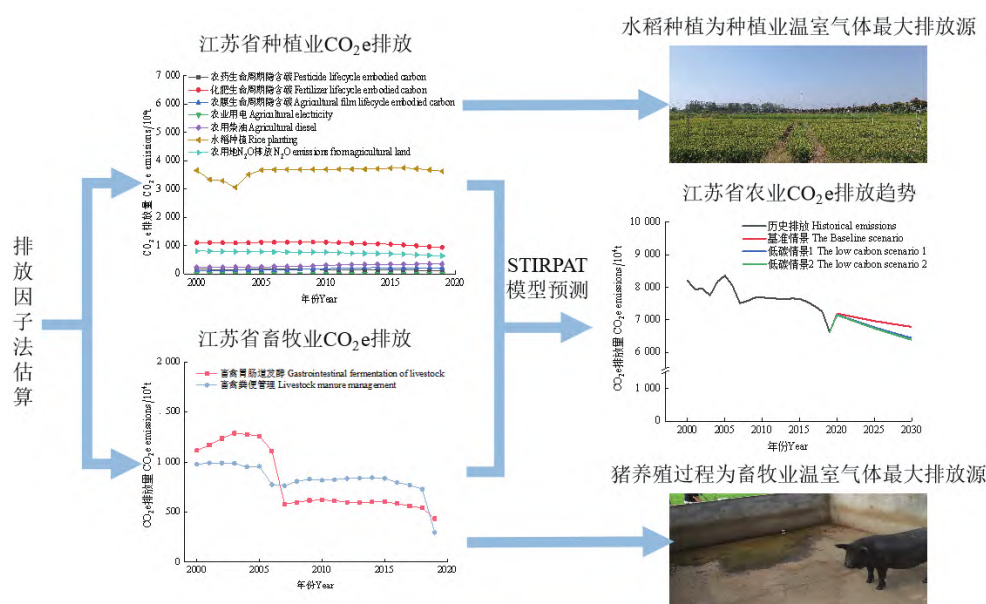 江苏省种植业CO₂e排放
7 000
6 000
5 000
4 000
3 000
2 000
1 000
0
CO₂e排放量 CO₂e emissions/10⁴t
农药生命周期隐含碳 Pesticide lifecycle embodied carbon
化肥生命周期隐含碳 Fertilizer lifecycle embodied carbon
农膜生命周期隐含碳 Agricultural film lifecycle embodied carbon
农业用电 Agricultural electricity
农用柴油 Agricultural diesel
水稻种植 Rice planting
农用地N₂O排放 N₂O emissions fromagricultural land
2000 2005 2010 2015 2020
年份Year
水稻种植为种植业温室气体最大排放源
排放因子法估算
STIRPAT
模型预测
江苏省农业CO₂e排放趋势
10 000
8 000
6 000
1 000
0
CO₂e排放量 CO₂e emissions/10⁴t
历史排放 Historical emissions
基准情景 The Baseline scenario
低碳情景1 The low carbon scenario 1
低碳情景2 The low carbon scenario 2
2000 2005 2010 2015 2020 2025 2030
年份Year
江苏省畜牧业CO₂e排放
2 000
1 500
1 000
500
0
CO₂e排放量 CO₂e emissions/10⁴t
畜禽胃肠道发酵 Gastrointestinal fermentation of livestock
畜禽粪便管理 Livestock manure management
2000 2005 2010 2015 2020
年份Year
猪养殖过程为畜牧业温室气体最大排放源